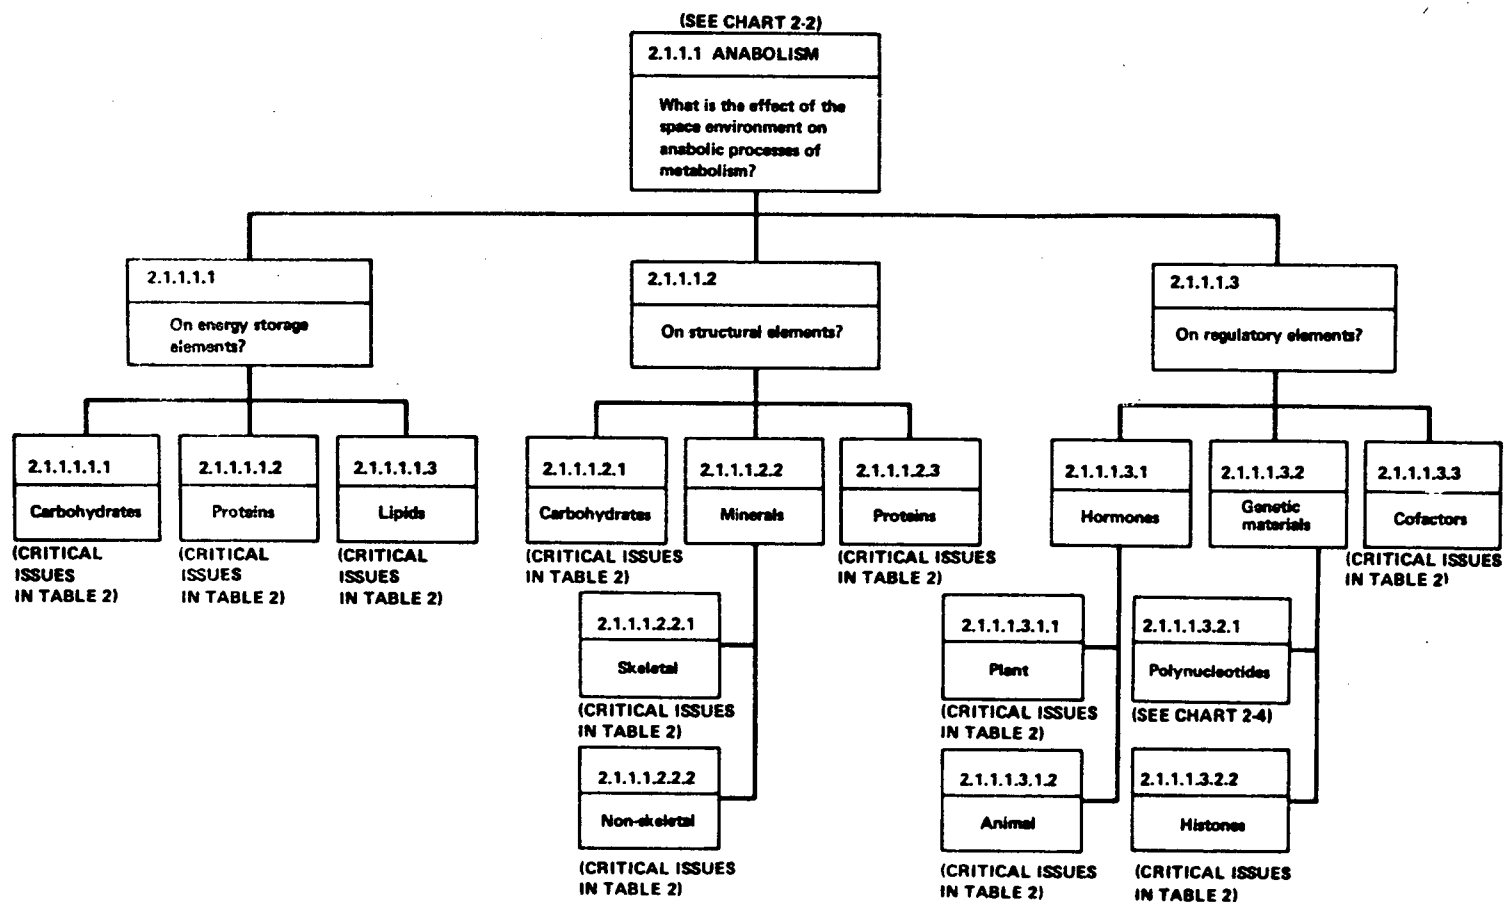 (SEE CHART 2-2)
2.1.1.1 ANABOLISM
What is the effect of the
space environment on
anabolic processes of
metabolism?
2.1.1.1.1
On energy storage
elements?
2.1.1.1.2
On structural elements?
2.1.1.1.3
On regulatory elements?
2.1.1.1.1.1
Carbohydrates
(CRITICAL
ISSUES
IN TABLE 2)
2.1.1.1.1.2
Proteins
(CRITICAL
ISSUES
IN TABLE 2)
2.1.1.1.1.3
Lipids
(CRITICAL
ISSUES
IN TABLE 2)
2.1.1.1.2.1
Carbohydrates
(CRITICAL ISSUES
IN TABLE 2)
2.1.1.1.2.2
Minerals
2.1.1.1.2.3
Proteins
(CRITICAL ISSUES
IN TABLE 2)
2.1.1.1.2.2.1
Skeletal
(CRITICAL ISSUES
IN TABLE 2)
2.1.1.1.2.2.2
Non-skeletal
(CRITICAL ISSUES
IN TABLE 2)
2.1.1.1.3.1
Hormones
2.1.1.1.3.2
Genetic
materials
2.1.1.1.3.3
Cofactors
(CRITICAL ISSUES
IN TABLE 2)
2.1.1.1.3.1.1
Plant
(CRITICAL ISSUES
IN TABLE 2)
2.1.1.1.3.1.2
Animal
(CRITICAL ISSUES
IN TABLE 2)
2.1.1.1.3.2.1
Polynucleotides
(SEE CHART 2-4)
2.1.1.1.3.2.2
Histones
(CRITICAL ISSUES
IN TABLE 2)